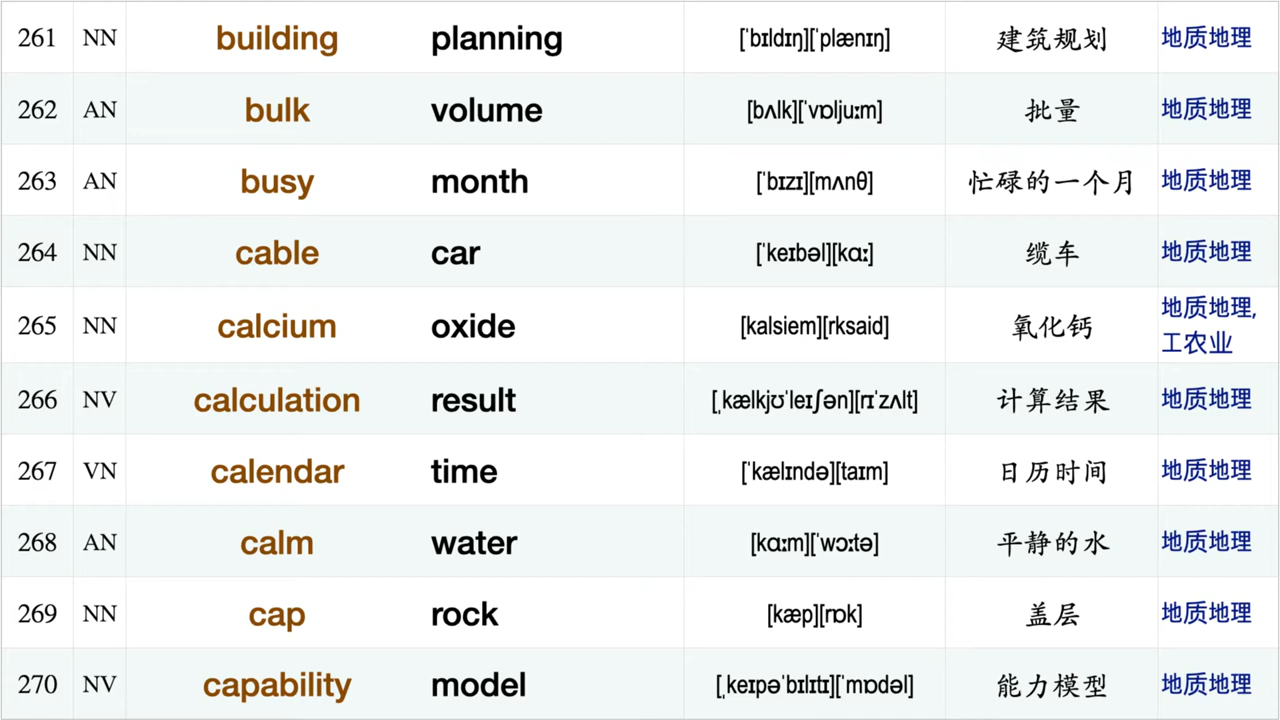 261 NN building planning [ˈbɪldɪŋ][ˈplænɪŋ] 建筑规划 地质地理
262 AN bulk volume [bʌlk][ˈvɒljuːm] 批量 地质地理
263 AN busy month [ˈbɪzɪ][mʌnθ] 忙碌的一个月 地质地理
264 NN cable car [ˈkeɪbəl][kɑː] 缆车 地质地理
265 NN calcium oxide [kalsiem][rksaid] 氧化钙 地质地理,
工农业
266 NV calculation result [ˌkælkjʊˈleɪʃən][rɪˈzʌlt] 计算结果 地质地理
267 VN calendar time [ˈkælɪndə][taɪm] 日历时间 地质地理
268 AN calm water [kɑːm][ˈwɔːtə] 平静的水 地质地理
269 NN cap rock [kæp][rɒk] 盖层 地质地理
270 NV capability model [ˌkeɪpəˈbɪlɪtɪ][ˈmɒdəl] 能力模型 地质地理